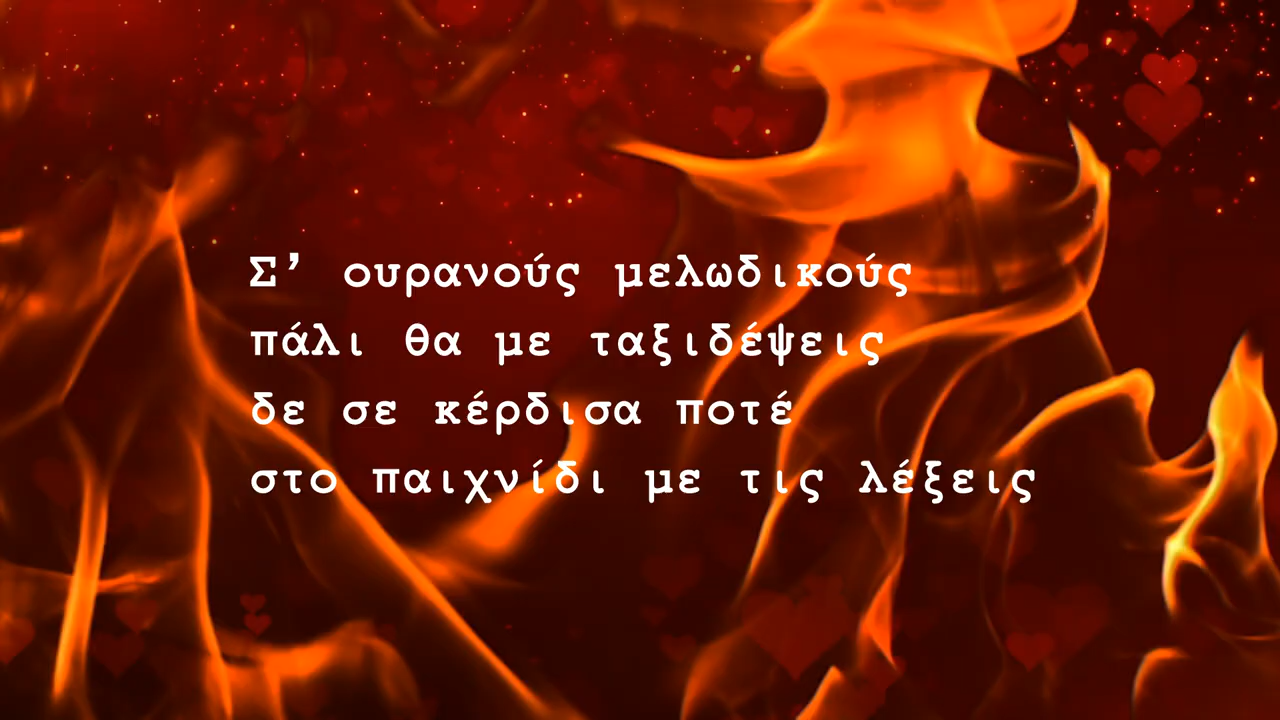 Σ’ ουρανούς μελωδικούς
πάλι θα με ταξιδέψεις
δε σε κέρδισα ποτέ
στο παιχνίδι με τις λέξεις